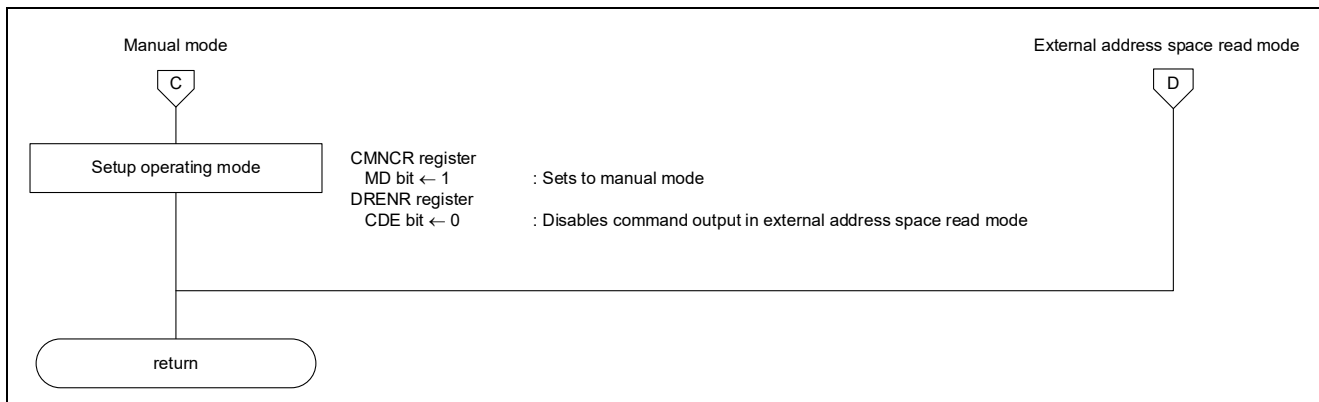 Manual mode
External address space read mode
C
D
Setup operating mode
CMNCR register
MD bit ← 1 : Sets to manual mode
DRENR register
CDE bit ← 0 : Disables command output in external address space read mode
return